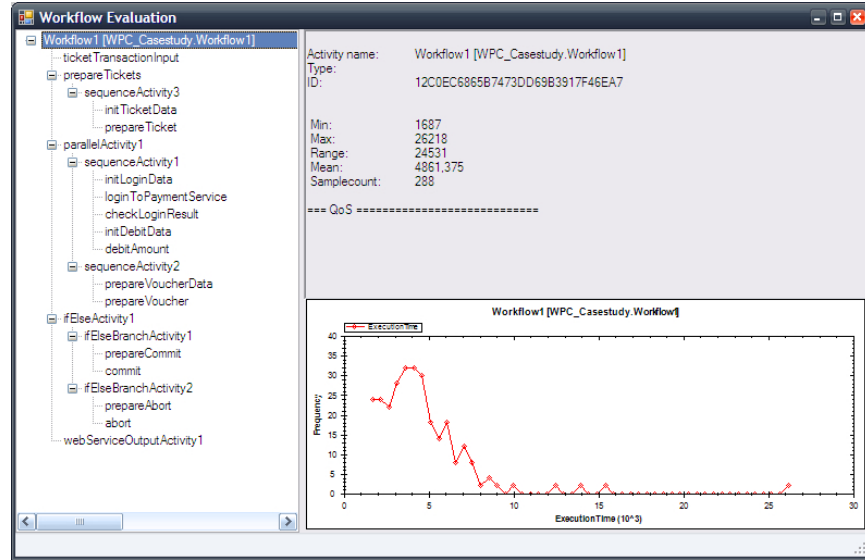 Workflow Evaluation
Workflow1 [WPC_Casestudy.Workflow1]
ticketTransactionInput
prepareTickets
sequenceActivity3
initTicketData
prepareTicket
parallelActivity1
sequenceActivity1
initLoginData
loginToPaymentService
checkLoginResult
initDebitData
debitAmount
sequenceActivity2
prepareVoucherData
prepareVoucher
ifElseActivity1
ifElseBranchActivity1
prepareCommit
commit
ifElseBranchActivity2
prepareAbort
abort
webServiceOutputActivity1
Activity name: Workflow1 [WPC_Casestudy.Workflow1]
Type:
ID: 12C0EC6865B7473DD69B3917F46EA7
Min: 1687
Max: 26218
Range: 24531
Mean: 4861,375
Samplecount: 288
=== QoS ============================
Workflow1 [WPC_Casestudy.Workflow1]
ExecutionTime
40
35
30
25
20
15
10
5
0
Frequency
0 5 10 15 20 25 30
ExecutionTime (10^3)